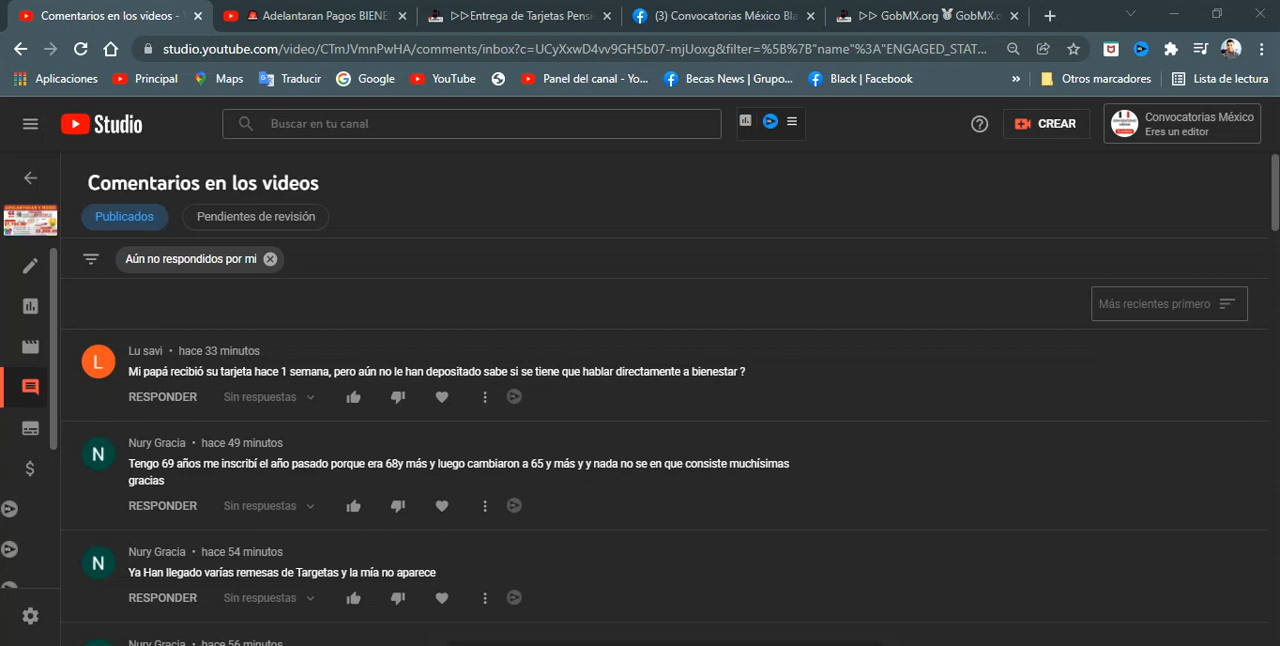 Comentarios en los videos -
Adelantaran Pagos BIENE
▷▷Entrega de Tarjetas Pensi
(3) Convocatorias México Bla
▷▷ GobMX.org GobMX.o
studio.youtube.com/video/CTmJVmnPwHA/comments/inbox?c=UCyXxwD4vv9GH5b07-mjUoxg&filter=%5B%7B"name"%3A"ENGAGED_STAT...
Aplicaciones
Principal
Maps
Traducir
Google
YouTube
Panel del canal - Yo...
Becas News | Grupo...
Black | Facebook
»
Otros marcadores
Lista de lectura
Studio
Buscar en tu canal
CREAR
Convocatorias México
Eres un editor
Comentarios en los videos
Publicados
Pendientes de revisión
Aún no respondidos por mi
Más recientes primero
L
Lu savi • hace 33 minutos
Mi papá recibió su tarjeta hace 1 semana, pero aún no le han depositado sabe si se tiene que hablar directamente a bienestar ?
RESPONDER Sin respuestas
N
Nury Gracia • hace 49 minutos
Tengo 69 años me inscribí el año pasado porque era 68y más y luego cambiaron a 65 y más y y nada no se en que consiste muchísimas
gracias
RESPONDER Sin respuestas
N
Nury Gracia • hace 54 minutos
Ya Han llegado varías remesas de Targetas y la mía no aparece
RESPONDER Sin respuestas
Nury Gracia • hace 56 minutos